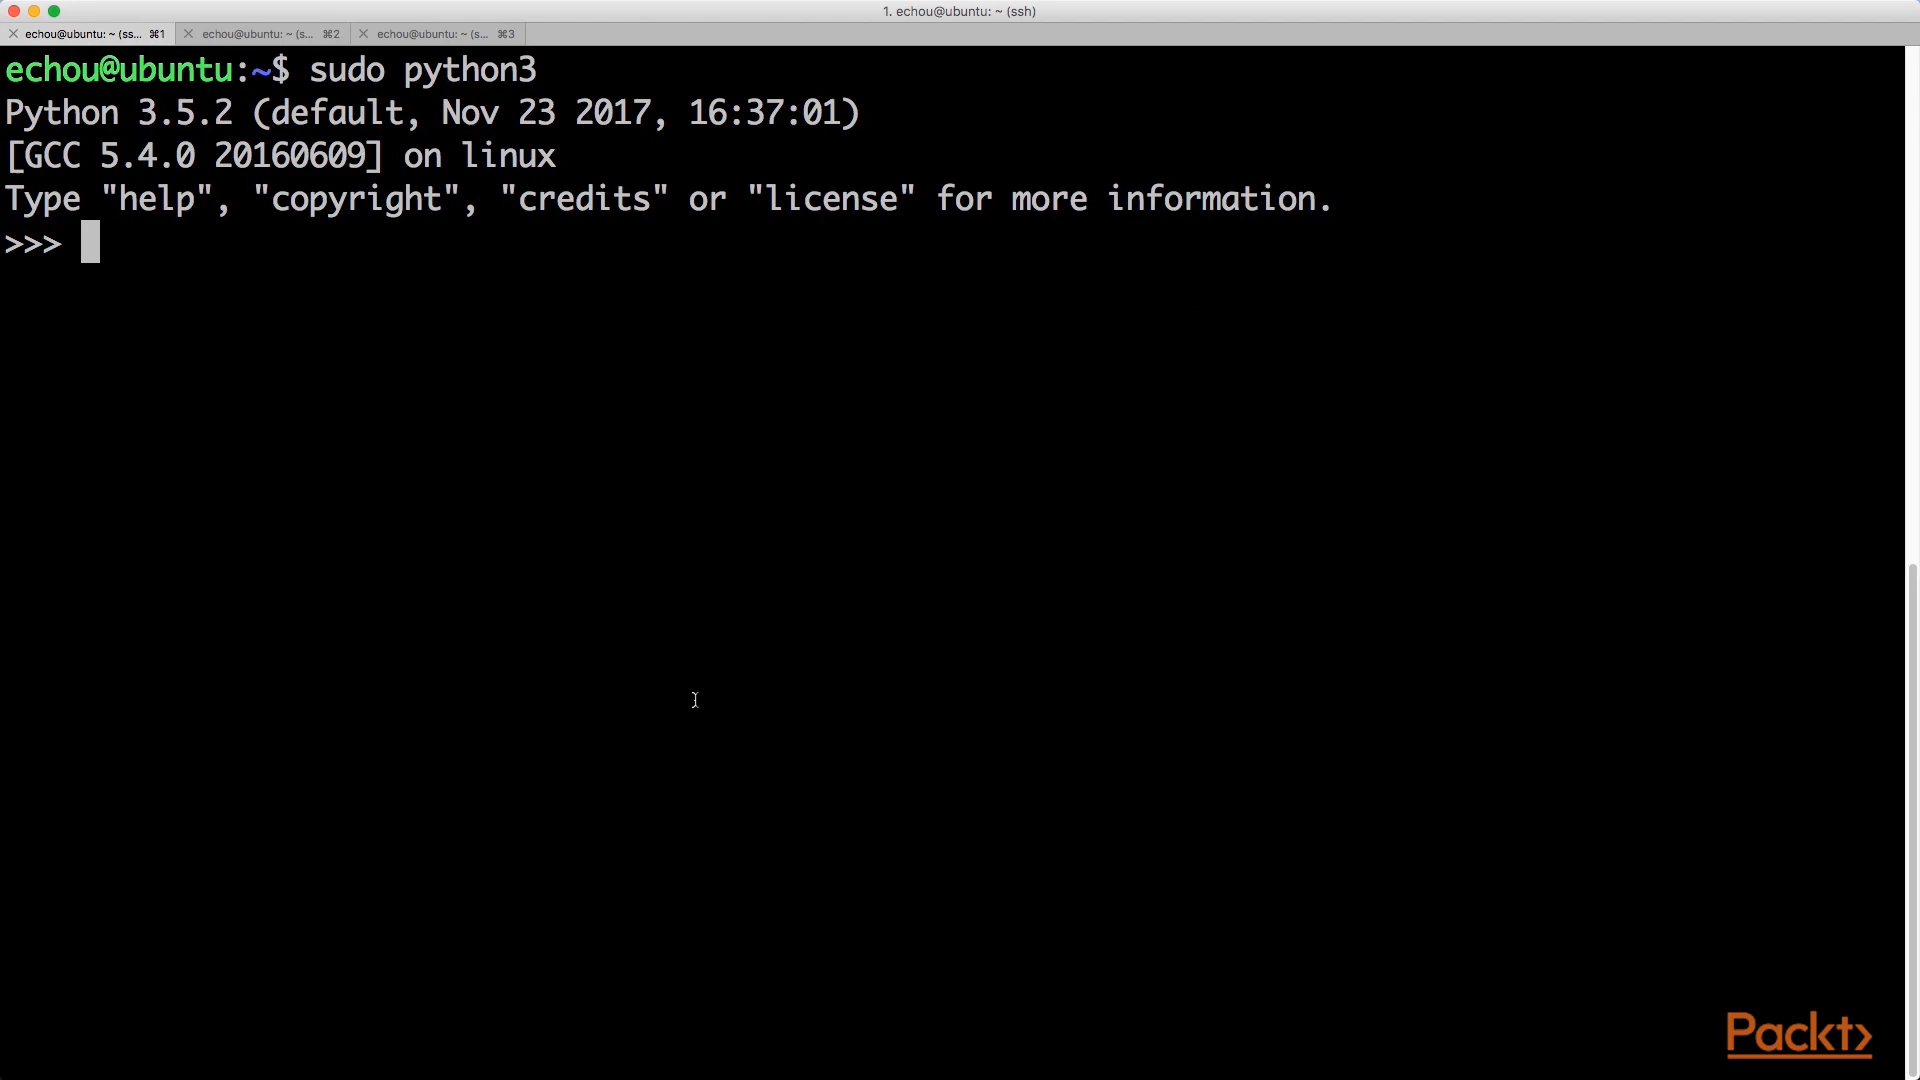 1. echou@ubuntu: ~ (ssh)
echou@ubuntu: ~ (ss... ⌘1
echou@ubuntu: ~ (s... ⌘2
echou@ubuntu: ~ (s... ⌘3
echou@ubuntu:~$ sudo python3
Python 3.5.2 (default, Nov 23 2017, 16:37:01)
[GCC 5.4.0 20160609] on linux
Type "help", "copyright", "credits" or "license" for more information.
>>>
Packt>